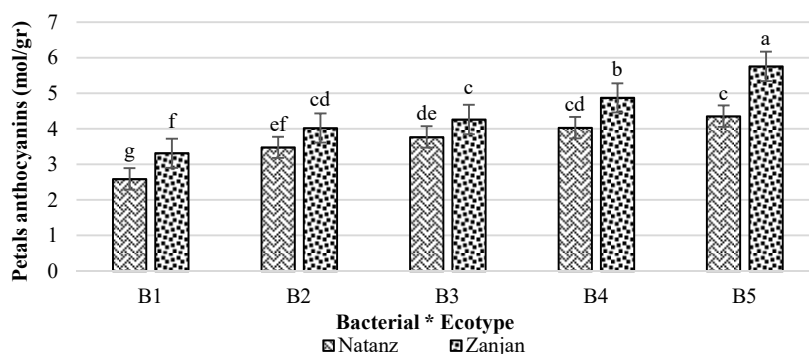 Petals anthocyanins (mol/gr)
7
6
5
4
3
2
1
0
g f ef cd de c cd b c a
B1 B2 B3 B4 B5
Bacterial * Ecotype
Natanz Zanjan